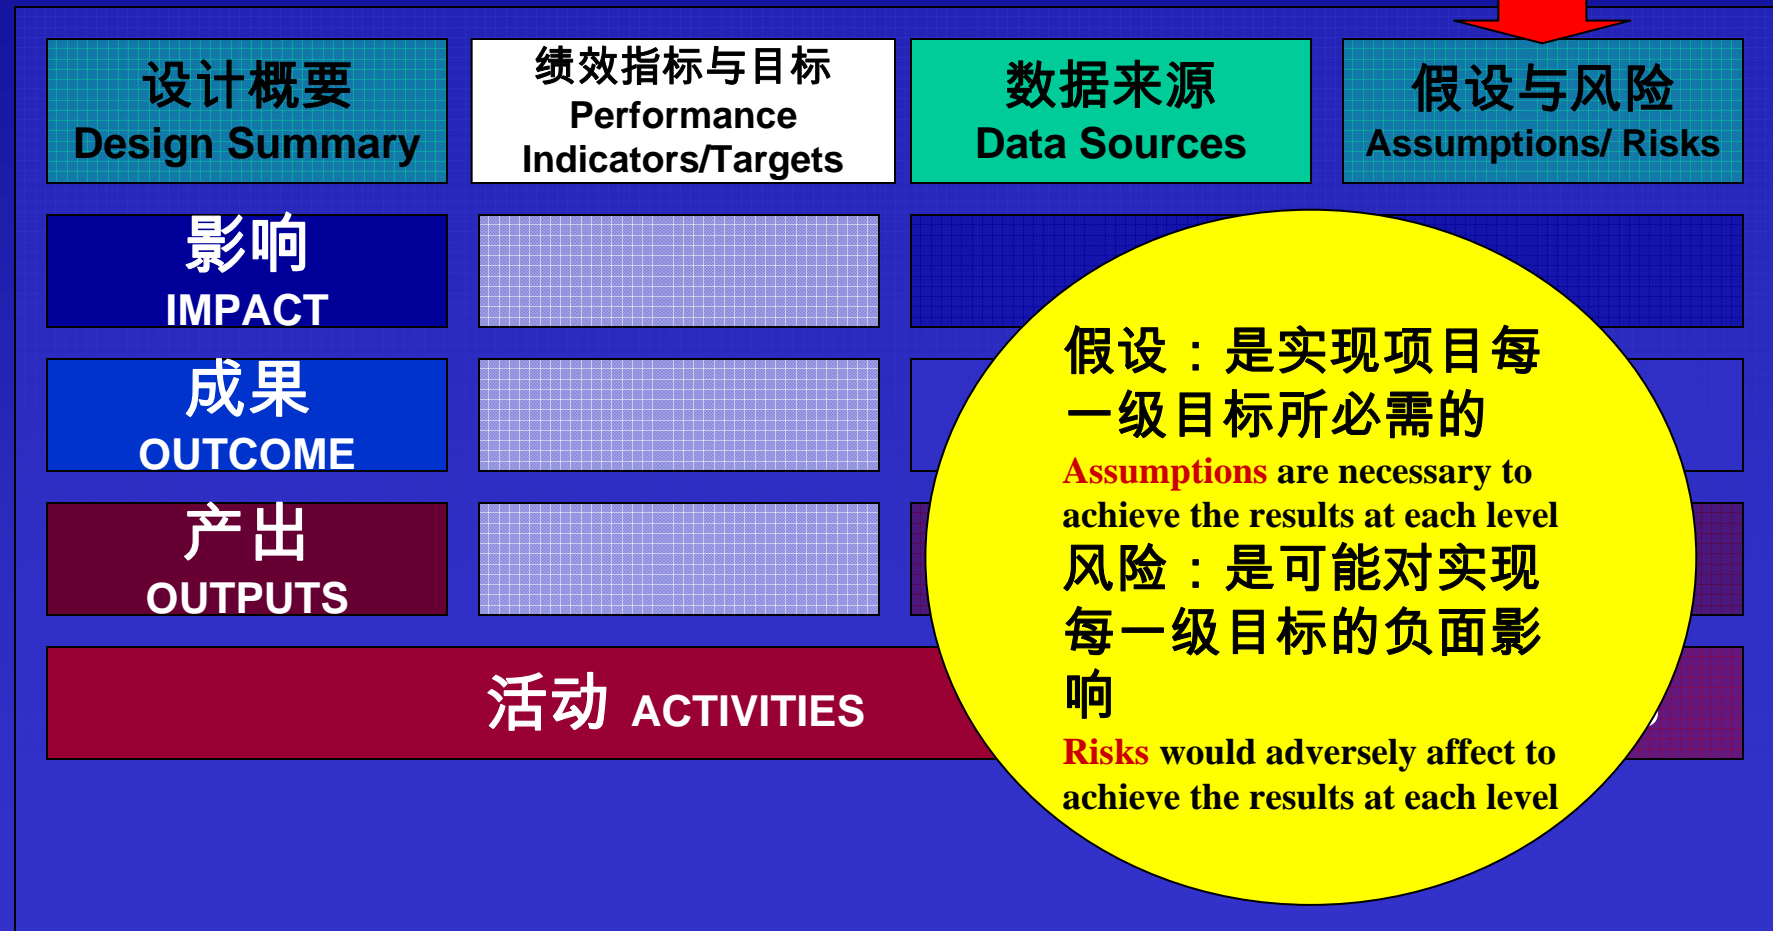 设计概要
Design Summary
绩效指标与目标
Performance
Indicators/Targets
数据来源
Data Sources
假设与风险
Assumptions/ Risks
影响
IMPACT
成果
OUTCOME
产出
OUTPUTS
活动 ACTIVITIES
假设：是实现项目每
一级目标所必需的
Assumptions are necessary to
achieve the results at each level
风险：是可能对实现
每一级目标的负面影
响
Risks would adversely affect to
achieve the results at each level